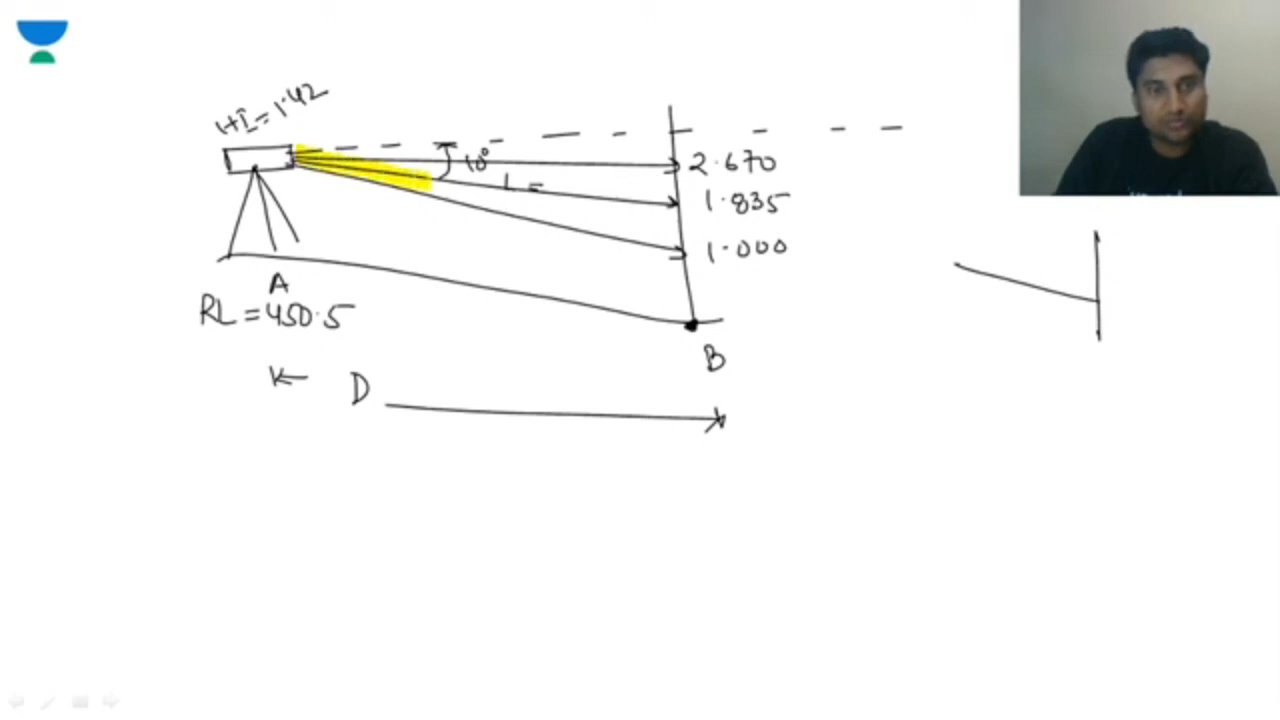 HI = 1.42
10°
L =
2.670
1.835
1.000
A
RL = 450.5
B
D